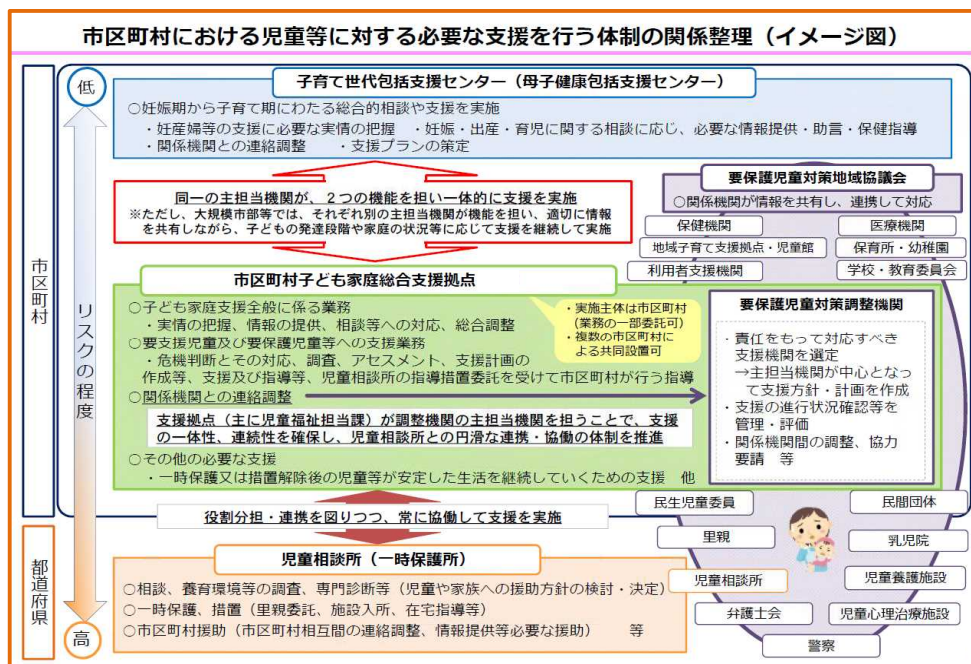 市区町村における児童等に対する必要な支援を行う体制の関係整理（イメージ図）
市区町村
都道府県
低
リスクの程度
高
子育て世代包括支援センター（母子健康包括支援センター）
○妊娠期から子育て期にわたる総合的相談や支援を実施
・妊産婦等の支援に必要な実情の把握　・妊娠・出産・育児に関する相談に応じ、必要な情報提供・助言・保健指導
・関係機関との連絡調整　・支援プランの策定
同一の主担当機関が、２つの機能を担い一体的に支援を実施
※ただし、大規模市部等では、それぞれ別の主担当機関が機能を担い、適切に情報
を共有しながら、子どもの発達段階や家庭の状況等に応じて支援を継続して実施
要保護児童対策地域協議会
○関係機関が情報を共有し、連携して対応
保健機関
医療機関
地域子育て支援拠点・児童館
保育所・幼稚園
利用者支援機関
学校・教育委員会
市区町村子ども家庭総合支援拠点
○子ども家庭支援全般に係る業務
・実情の把握、情報の提供、相談等への対応、総合調整
○要支援児童及び要保護児童等への支援業務
・危機判断とその対応、調査、アセスメント、支援計画の
作成等、支援及び指導等、児童相談所の指導措置委託を受けて市区町村が行う指導
○関係機関との連絡調整
支援拠点（主に児童福祉担当課）が調整機関の主担当機関を担うことで、支援
の一体性、連続性を確保し、児童相談所との円滑な連携・協働の体制を推進
○その他の必要な支援
・一時保護又は措置解除後の児童等が安定した生活を継続していくための支援　他
・実施主体は市区町村
（業務の一部委託可）
・複数の市区町村に
よる共同設置可
要保護児童対策調整機関
・責任をもって対応すべき
支援機関を選定
→主担当機関が中心となっ
て支援方針・計画を作成
・支援の進行状況確認等を
管理・評価
・関係機関間の調整、協力
要請　等
役割分担・連携を図りつつ、常に協働して支援を実施
児童相談所（一時保護所）
○相談、養育環境等の調査、専門診断等（児童や家族への援助方針の検討・決定）
○一時保護、措置（里親委託、施設入所、在宅指導等）
○市区町村援助（市区町村相互間の連絡調整、情報提供等必要な援助）　等
民生児童委員
民間団体
里親
乳児院
児童相談所
児童養護施設
弁護士会
児童心理治療施設
警察